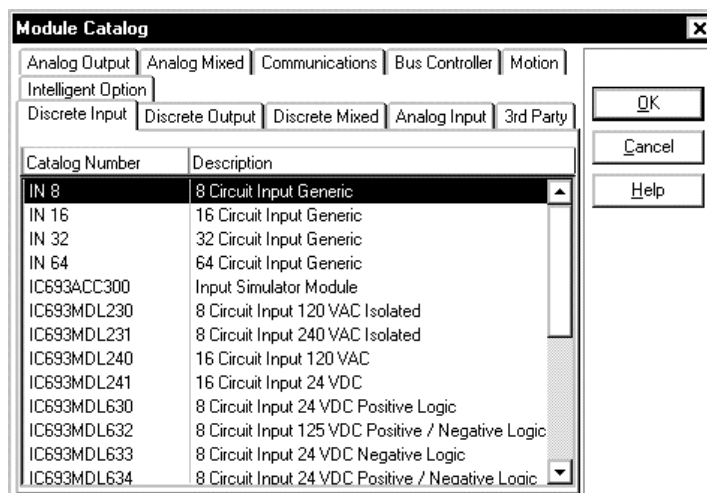 Module Catalog
Analog Output Analog Mixed Communications Bus Controller Motion
Intelligent Option
Discrete Input Discrete Output Discrete Mixed Analog Input 3rd Party
OK
Cancel
Help
Catalog Number Description
IN 8 8 Circuit Input Generic
IN 16 16 Circuit Input Generic
IN 32 32 Circuit Input Generic
IN 64 64 Circuit Input Generic
IC693ACC300 Input Simulator Module
IC693MDL230 8 Circuit Input 120 VAC Isolated
IC693MDL231 8 Circuit Input 240 VAC Isolated
IC693MDL240 16 Circuit Input 120 VAC
IC693MDL241 16 Circuit Input 24 VDC
IC693MDL630 8 Circuit Input 24 VDC Positive Logic
IC693MDL632 8 Circuit Input 125 VDC Positive / Negative Logic
IC693MDL633 8 Circuit Input 24 VDC Negative Logic
IC693MDL634 8 Circuit Input 24 VDC Positive / Negative Logic